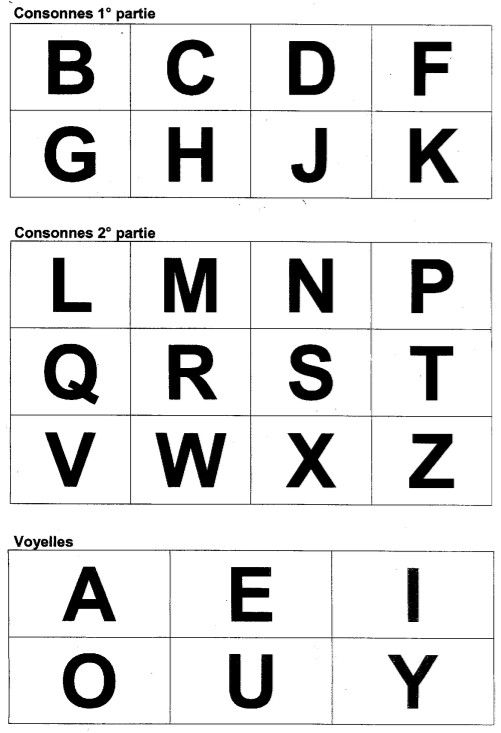 Consonnes 1° partie
B C D F
G H J K
Consonnes 2° partie
L M N P
Q R S T
V W X Z
Voyelles
A E I
O U Y